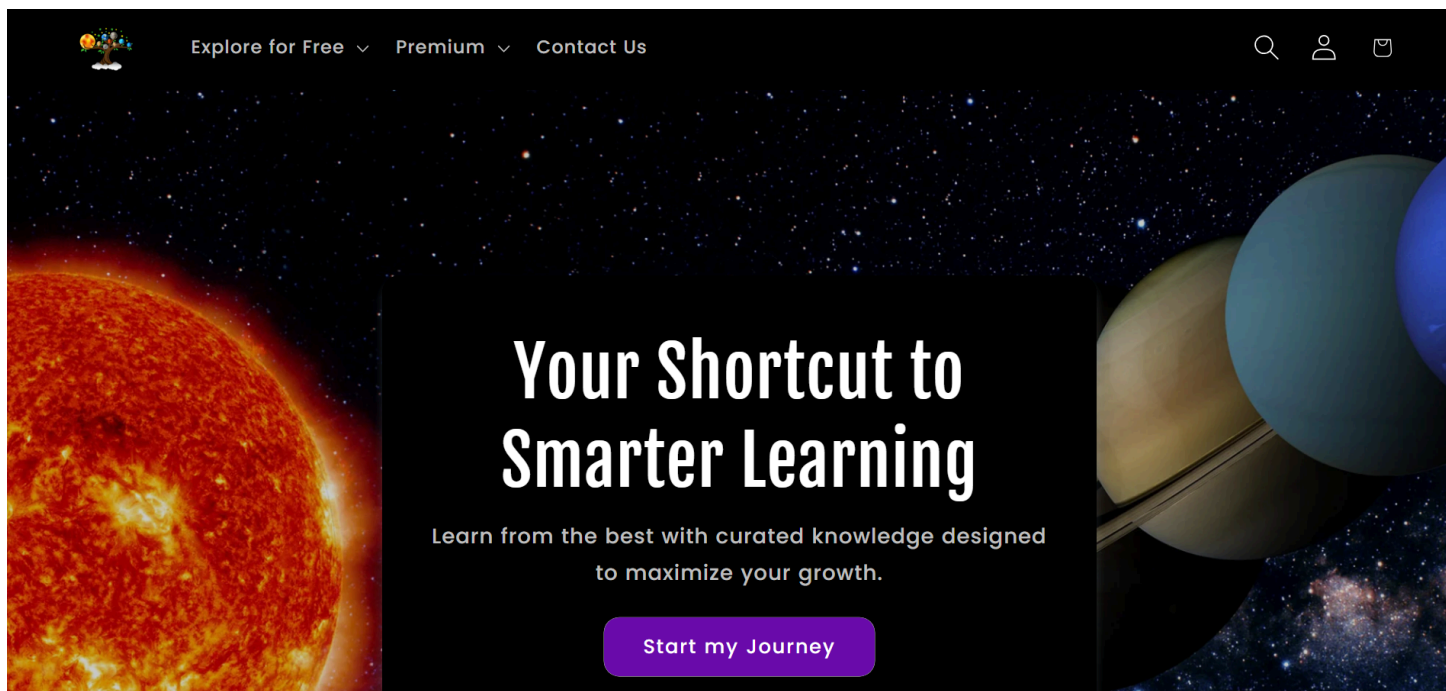 Explore for Free
Premium
Contact Us
Your Shortcut to
Smarter Learning
Learn from the best with curated knowledge designed
to maximize your growth.
Start my Journey